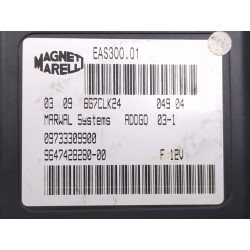 MAGNETI
MARELLI
EAS300.01
03 09 667CLK24 049 04
MARWAL Systems ADOGO 03-1
09733309900
9647428280-00 F 12V